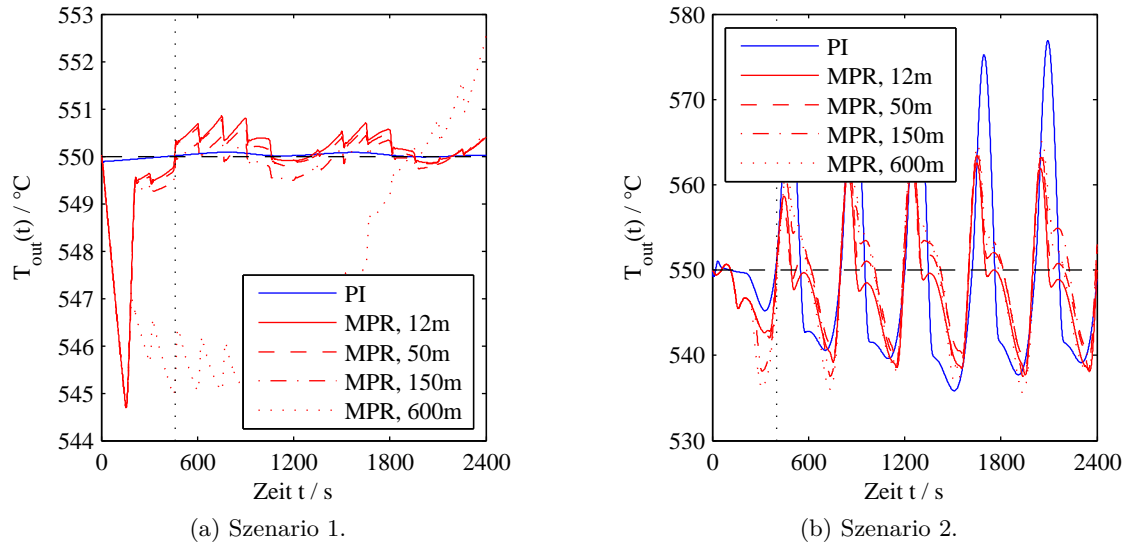 553
552
551
550
549
548
547
546
545
544
T_out(t) / °C
0
600
1200
1800
2400
Zeit t / s
PI
MPR, 12m
MPR, 50m
MPR, 150m
MPR, 600m
(a) Szenario 1.
580
570
560
550
540
530
T_out(t) / °C
0
600
1200
1800
2400
Zeit t / s
PI
MPR, 12m
MPR, 50m
MPR, 150m
MPR, 600m
(b) Szenario 2.